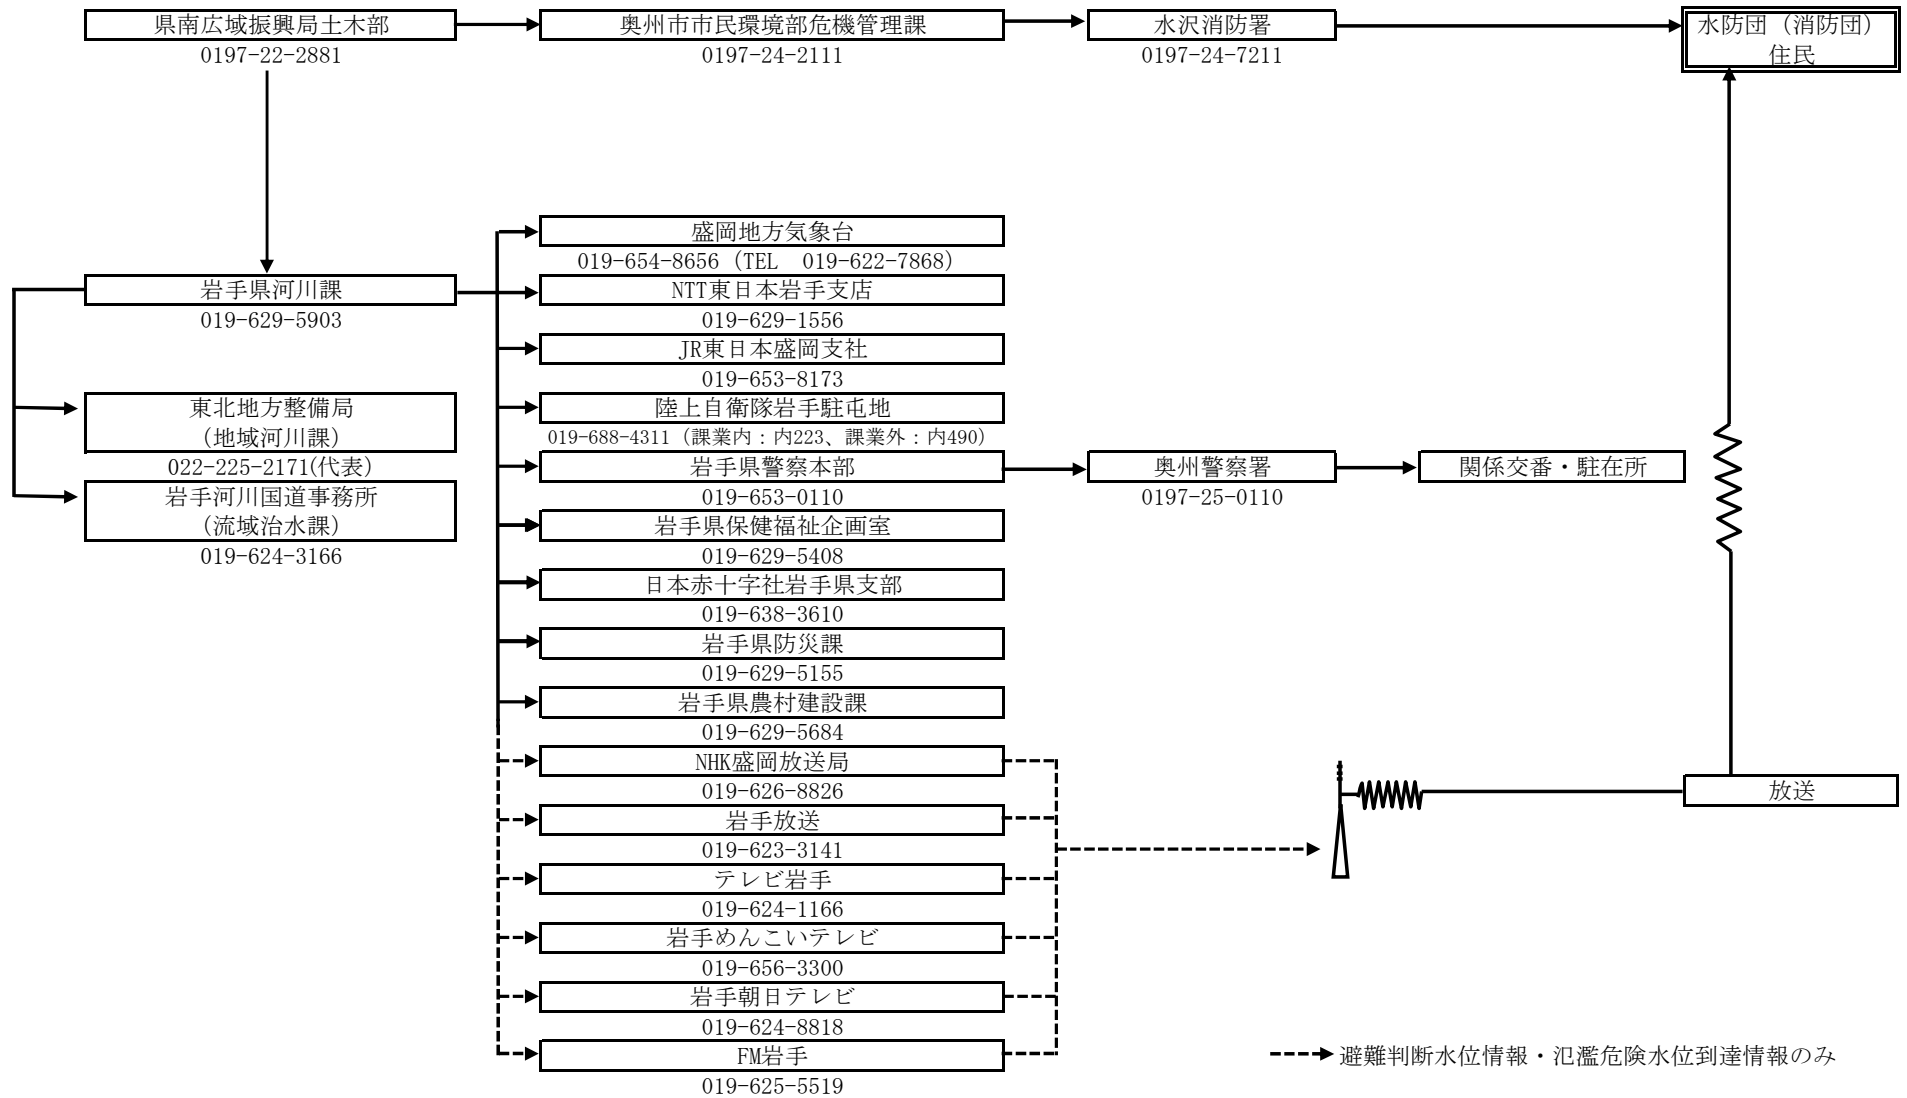 県南広域振興局土木部
0197-22-2881
奥州市市民環境部危機管理課
0197-24-2111
水沢消防署
0197-24-7211
水防団（消防団）
住民
岩手県河川課
019-629-5903
東北地方整備局
（地域河川課）
022-225-2171(代表)
岩手河川国道事務所
（流域治水課）
019-624-3166
盛岡地方気象台
019-654-8656（TEL　019-622-7868）
NTT東日本岩手支店
019-629-1556
JR東日本盛岡支社
019-653-8173
陸上自衛隊岩手駐屯地
019-688-4311（課業内：内223、課業外：内490）
岩手県警察本部
019-653-0110
奥州警察署
0197-25-0110
関係交番・駐在所
岩手県保健福祉企画室
019-629-5408
日本赤十字社岩手県支部
019-638-3610
岩手県防災課
019-629-5155
岩手県農村建設課
019-629-5684
NHK盛岡放送局
019-626-8826
岩手放送
019-623-3141
テレビ岩手
019-624-1166
岩手めんこいテレビ
019-656-3300
岩手朝日テレビ
019-624-8818
FM岩手
019-625-5519
放送
避難判断水位情報・氾濫危険水位到達情報のみ